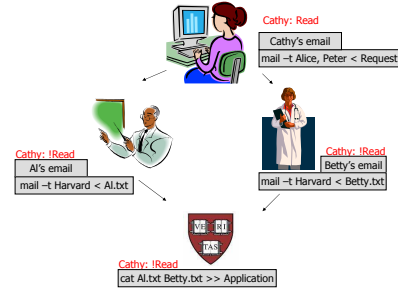 Cathy: Read
Cathy's email
mail –t Alice, Peter < Request
Cathy: !Read
Al's email
mail –t Harvard < Al.txt
Cathy: !Read
Betty's email
mail –t Harvard < Betty.txt
VE RI
TAS
Cathy: !Read
cat Al.txt Betty.txt >> Application